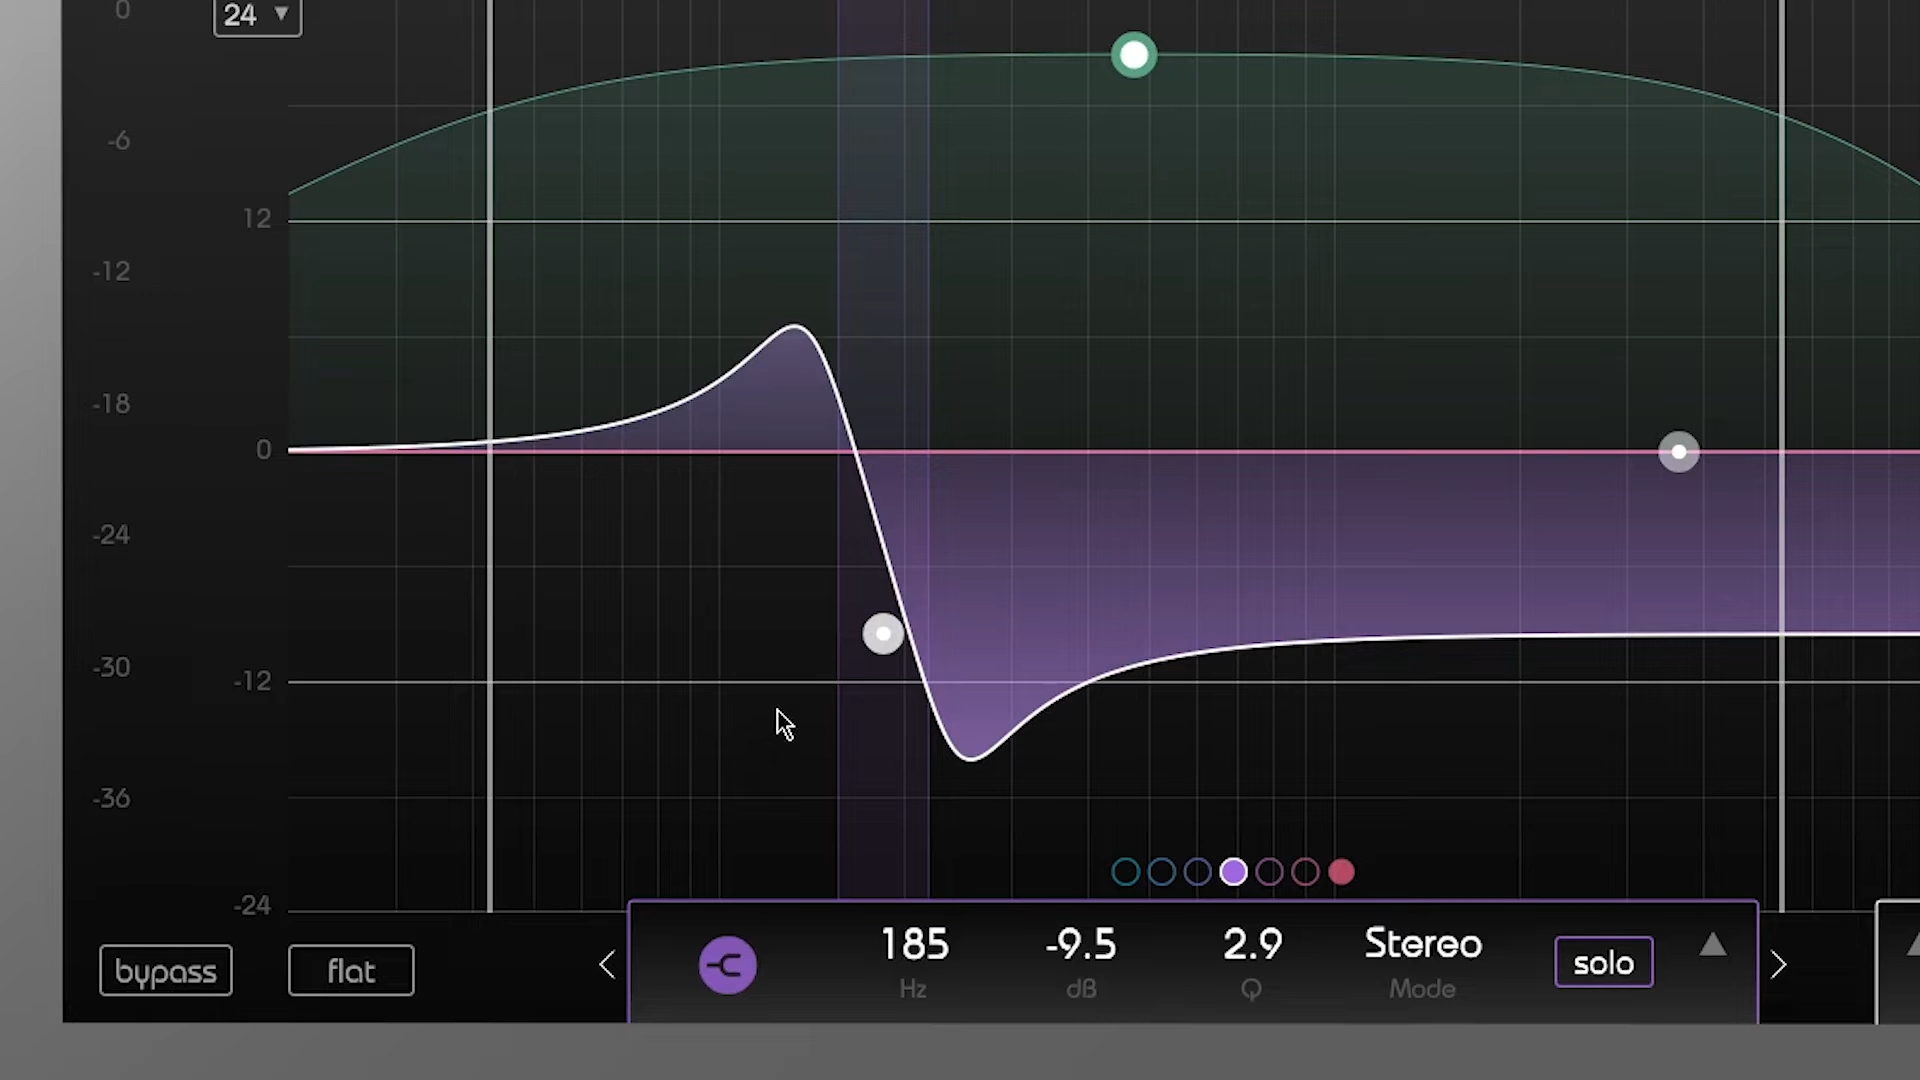 0
24 ▼
-6
12
-12
-18
0
-24
-30
-12
-36
-24
bypass
flat
185
-9.5
2.9
Stereo
solo
Hz
dB
Q
Mode